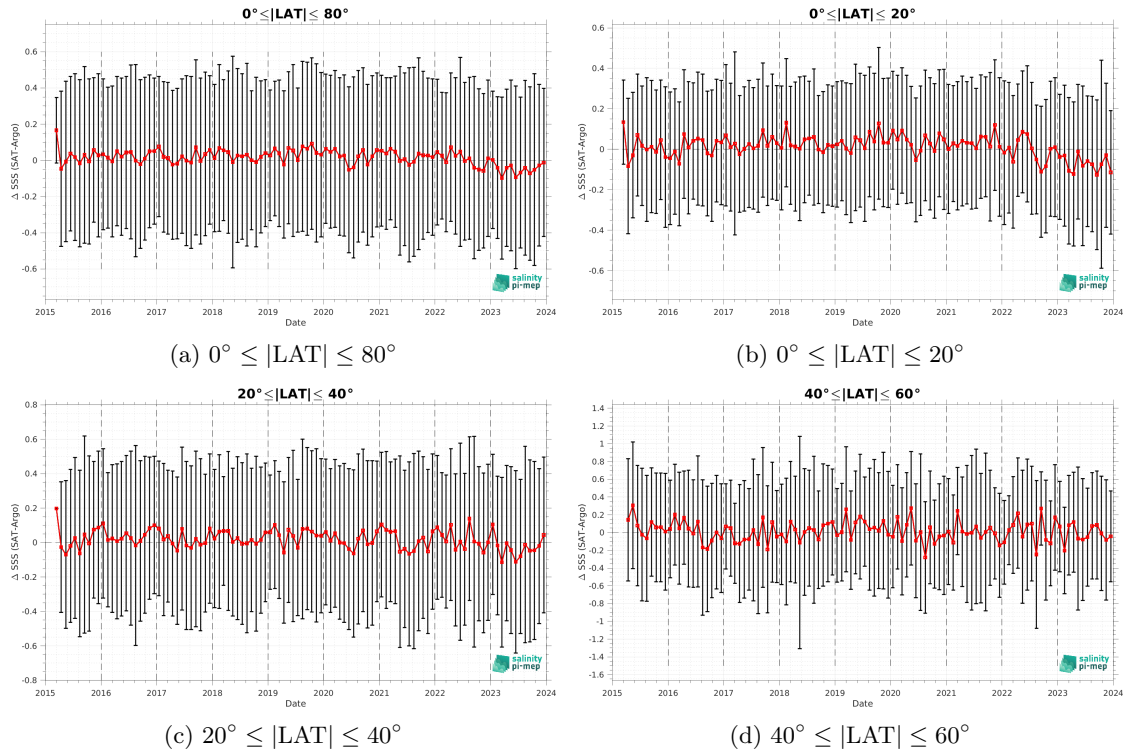 0°≤|LAT|≤ 80°
0.6
0.4
0.2
0
-0.2
-0.4
-0.6
Δ SSS (SAT-Argo)
salinity
pi-mep
2015 2016 2017 2018 2019 2020 2021 2022 2023 2024
Date
(a) 0° ≤ |LAT| ≤ 80°
0°≤|LAT|≤ 20°
0.6
0.4
0.2
0
-0.2
-0.4
-0.6
Δ SSS (SAT-Argo)
salinity
pi-mep
2015 2016 2017 2018 2019 2020 2021 2022 2023 2024
Date
(b) 0° ≤ |LAT| ≤ 20°
20°≤|LAT|≤ 40°
0.8
0.6
0.4
0.2
0
-0.2
-0.4
-0.6
-0.8
Δ SSS (SAT-Argo)
salinity
pi-mep
2015 2016 2017 2018 2019 2020 2021 2022 2023 2024
Date
(c) 20° ≤ |LAT| ≤ 40°
40°≤|LAT|≤ 60°
1.4
1.2
1
0.8
0.6
0.4
0.2
0
-0.2
-0.4
-0.6
-0.8
-1
-1.2
-1.4
-1.6
Δ SSS (SAT-Argo)
salinity
pi-mep
2015 2016 2017 2018 2019 2020 2021 2022 2023 2024
Date
(d) 40° ≤ |LAT| ≤ 60°